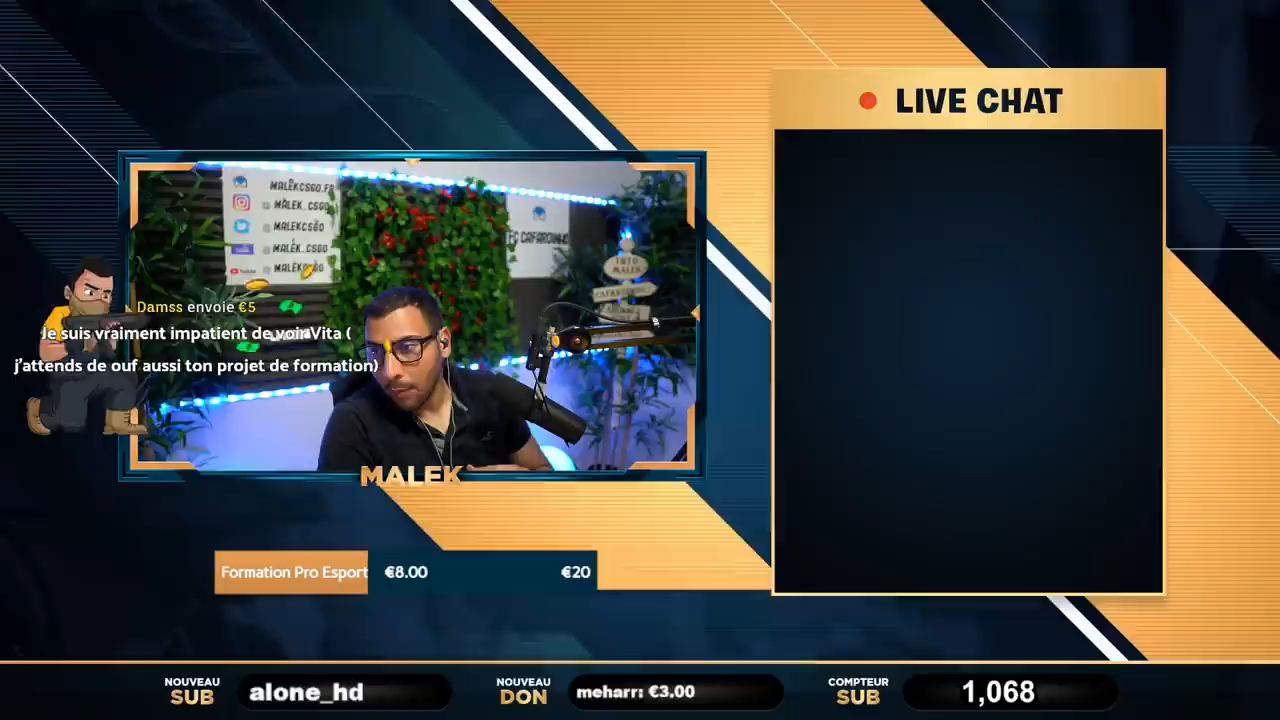 LIVE CHAT
MALEKCSGO.FR
@ MALEK_CSGO
@ MALEKCSGO
@ MALEK_CSGO
YouTube
TUTO
MALEK
Damss envoie €5
Je suis vraiment impatient de voir Vita (
j'attends de ouf aussi ton projet de formation)
MALEK
Formation Pro Esport €8.00 €20
NOUVEAU
SUB
alone_hd
NOUVEAU
DON
meharr: €3.00
COMPTEUR
SUB
1,068